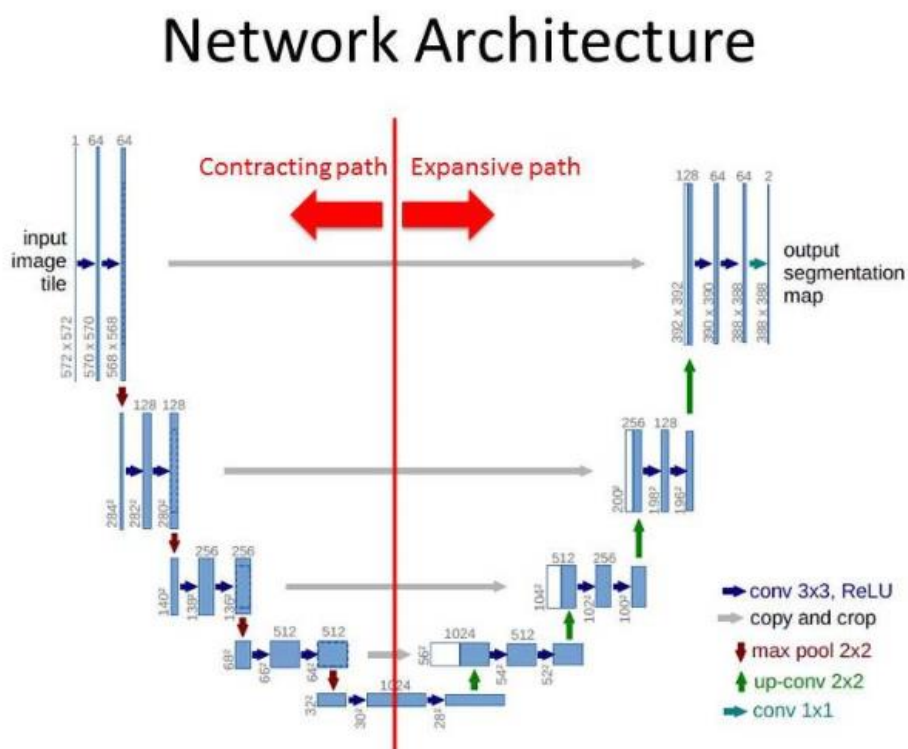 Network Architecture
Contracting path
Expansive path
input
image
tile
1 64 64
572 x 572
570 x 570
568 x 568
128 64 64 2
392 x 392
390 x 390
388 x 388
388 x 388
output
segmentation
map
128 128
284²
282²
280²
256 128
200²
198²
196²
256 256
140²
138²
136²
512 256
104²
102²
100²
512 512
68²
66²
64²
1024 512
56²
54²
52²
1024
32²
30²
28²
conv 3x3, ReLU
copy and crop
max pool 2x2
up-conv 2x2
conv 1x1